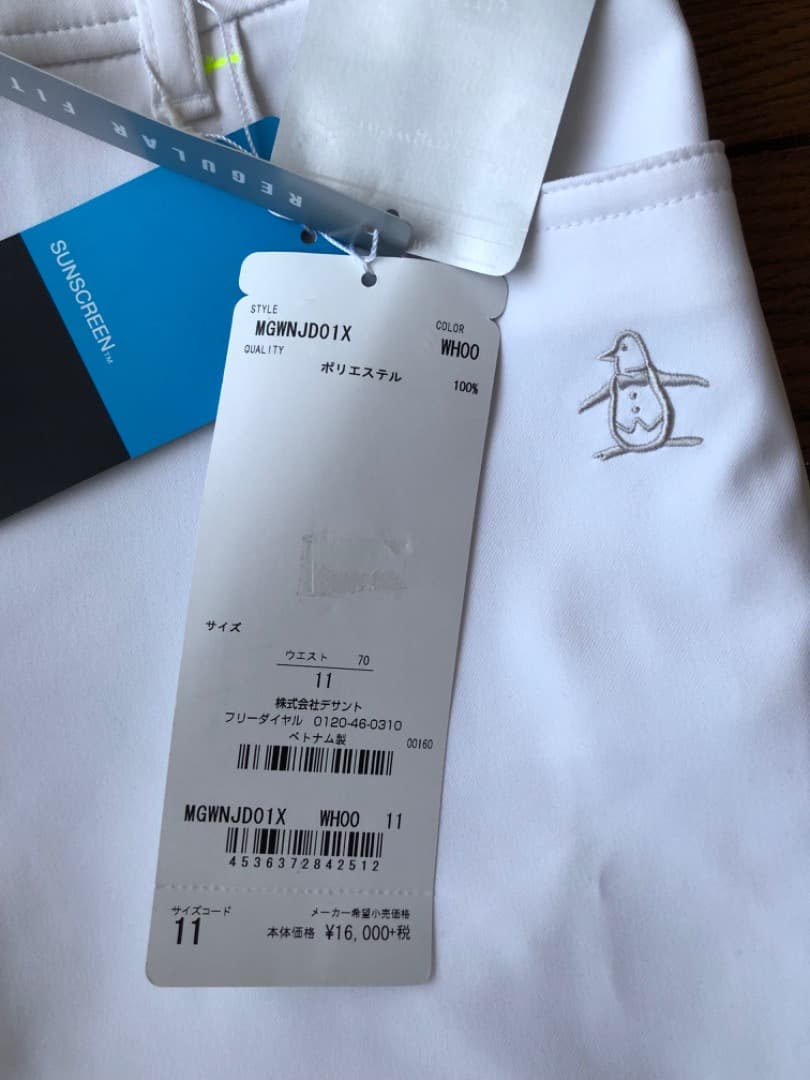 REGULAR FIT
SUNSCREEN™
STYLE
MGWNJD01X
COLOR
WH00
QUALITY
ポリエステル
100%
サイズ
ウエスト 70
11
株式会社デサント
フリーダイヤル 0120-46-0310
ベトナム製
00160
MGWNJD01X WH00 11
4536372842512
サイズコード
11
メーカー希望小売価格
本体価格 ¥16,000+税